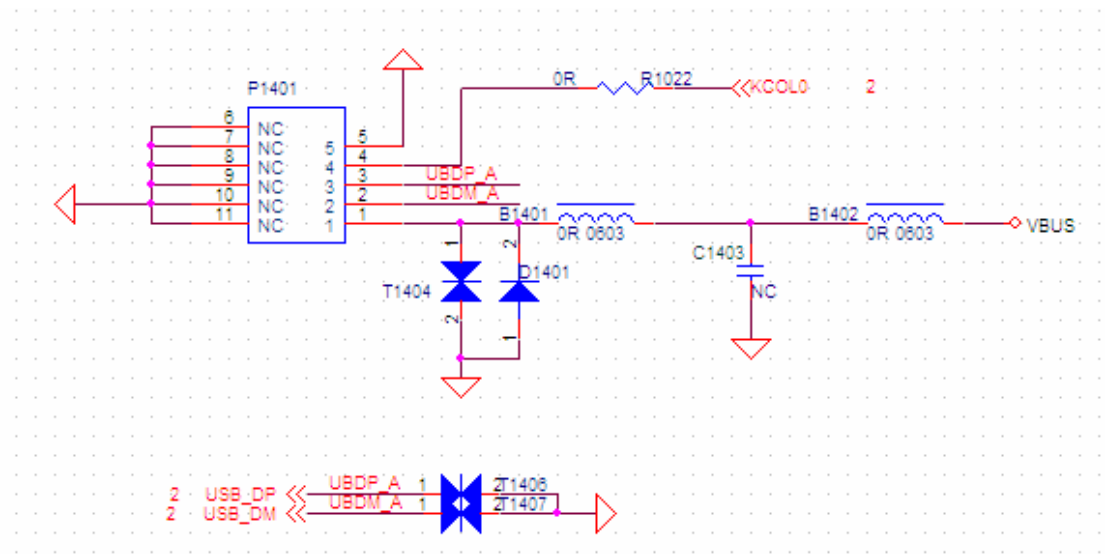 P1401
0R R1022 KCOL0 2
6 NC
7 NC
8 NC 5 5
9 NC 4 4
10 NC 3 3 UBDP_A
11 NC 2 2 UBDM_A
1 1
B1401 0R 0603
B1402 0R 0603
VBUS
C1403
NC
1 T1404 2
2 D1401 1
2 USB_DP UBDP_A 1 2 T1406
2 USB_DM UBDM_A 1 2 T1407